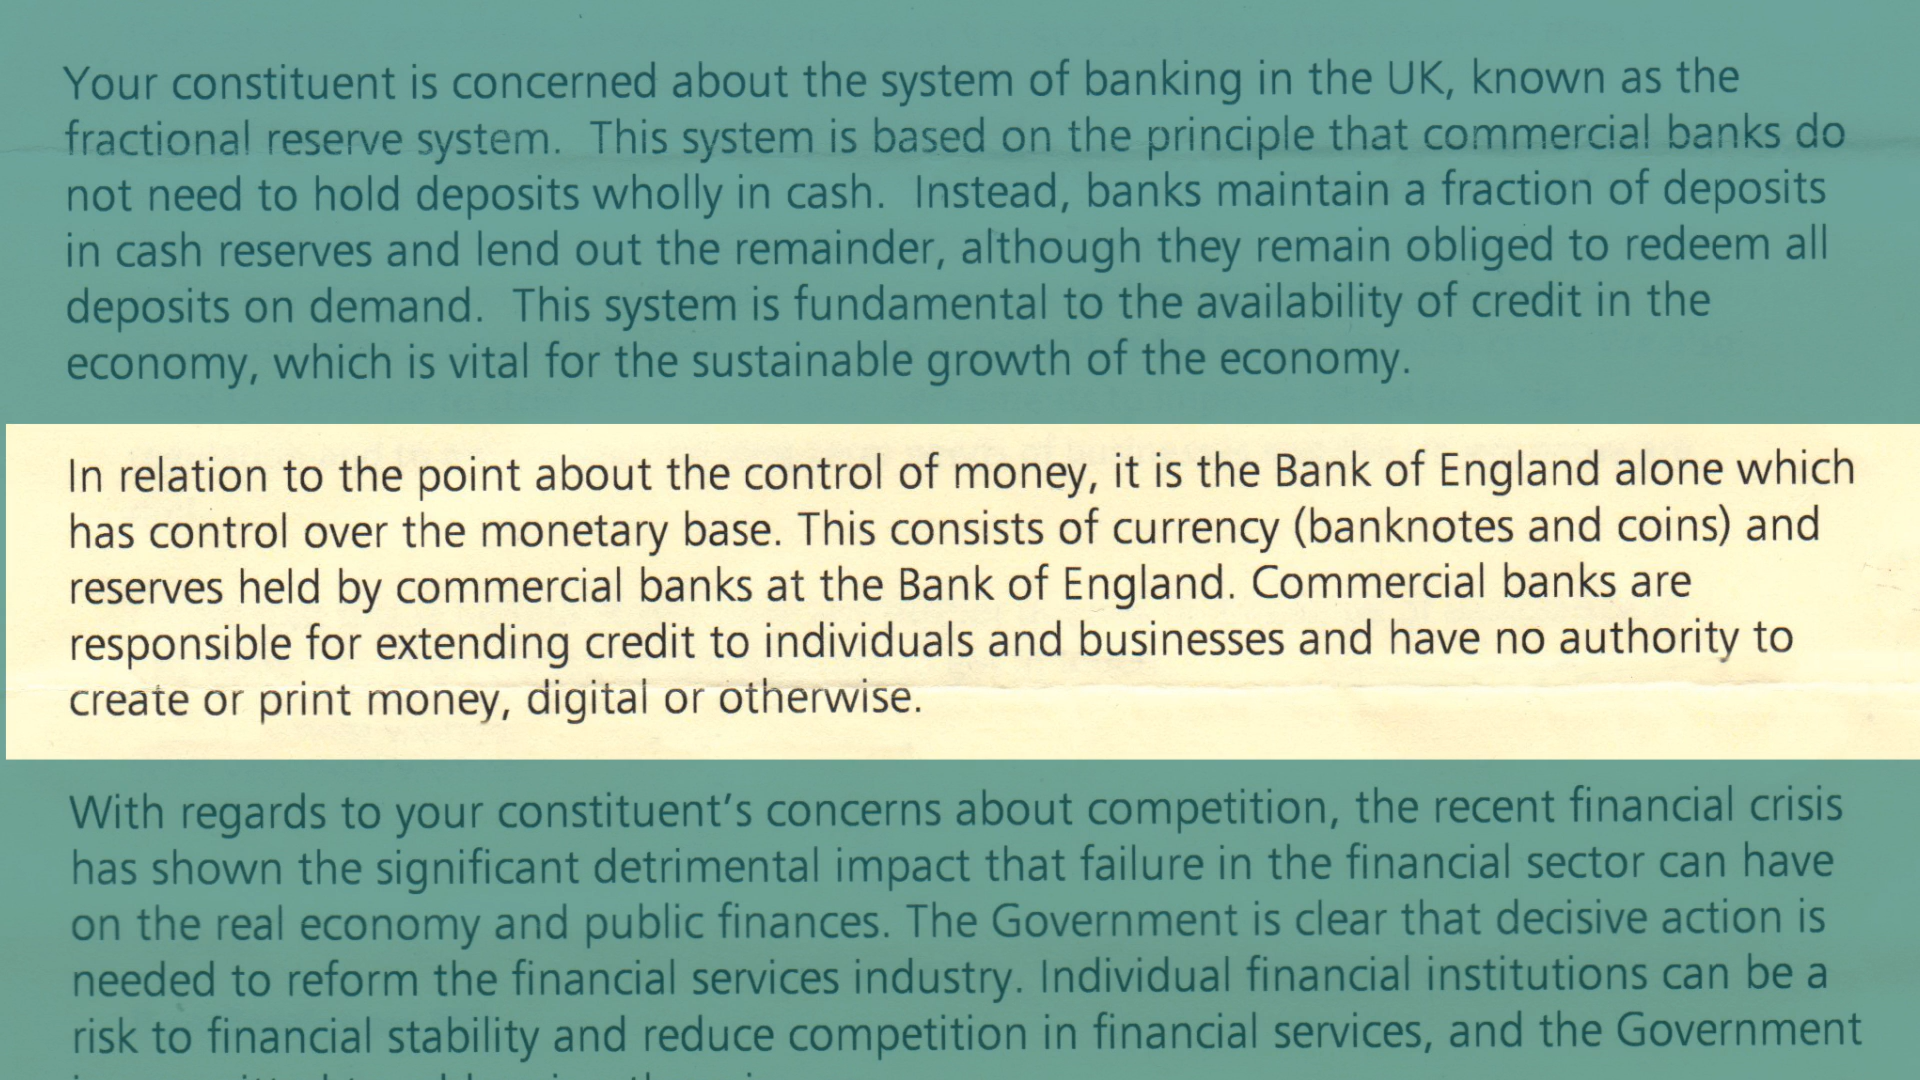 Your constituent is concerned about the system of banking in the UK, known as the
fractional reserve system.  This system is based on the principle that commercial banks do
not need to hold deposits wholly in cash.  Instead, banks maintain a fraction of deposits
in cash reserves and lend out the remainder, although they remain obliged to redeem all
deposits on demand.  This system is fundamental to the availability of credit in the
economy, which is vital for the sustainable growth of the economy.
In relation to the point about the control of money, it is the Bank of England alone which
has control over the monetary base. This consists of currency (banknotes and coins) and
reserves held by commercial banks at the Bank of England. Commercial banks are
responsible for extending credit to individuals and businesses and have no authority to
create or print money, digital or otherwise.
With regards to your constituent’s concerns about competition, the recent financial crisis
has shown the significant detrimental impact that failure in the financial sector can have
on the real economy and public finances. The Government is clear that decisive action is
needed to reform the financial services industry. Individual financial institutions can be a
risk to financial stability and reduce competition in financial services, and the Government